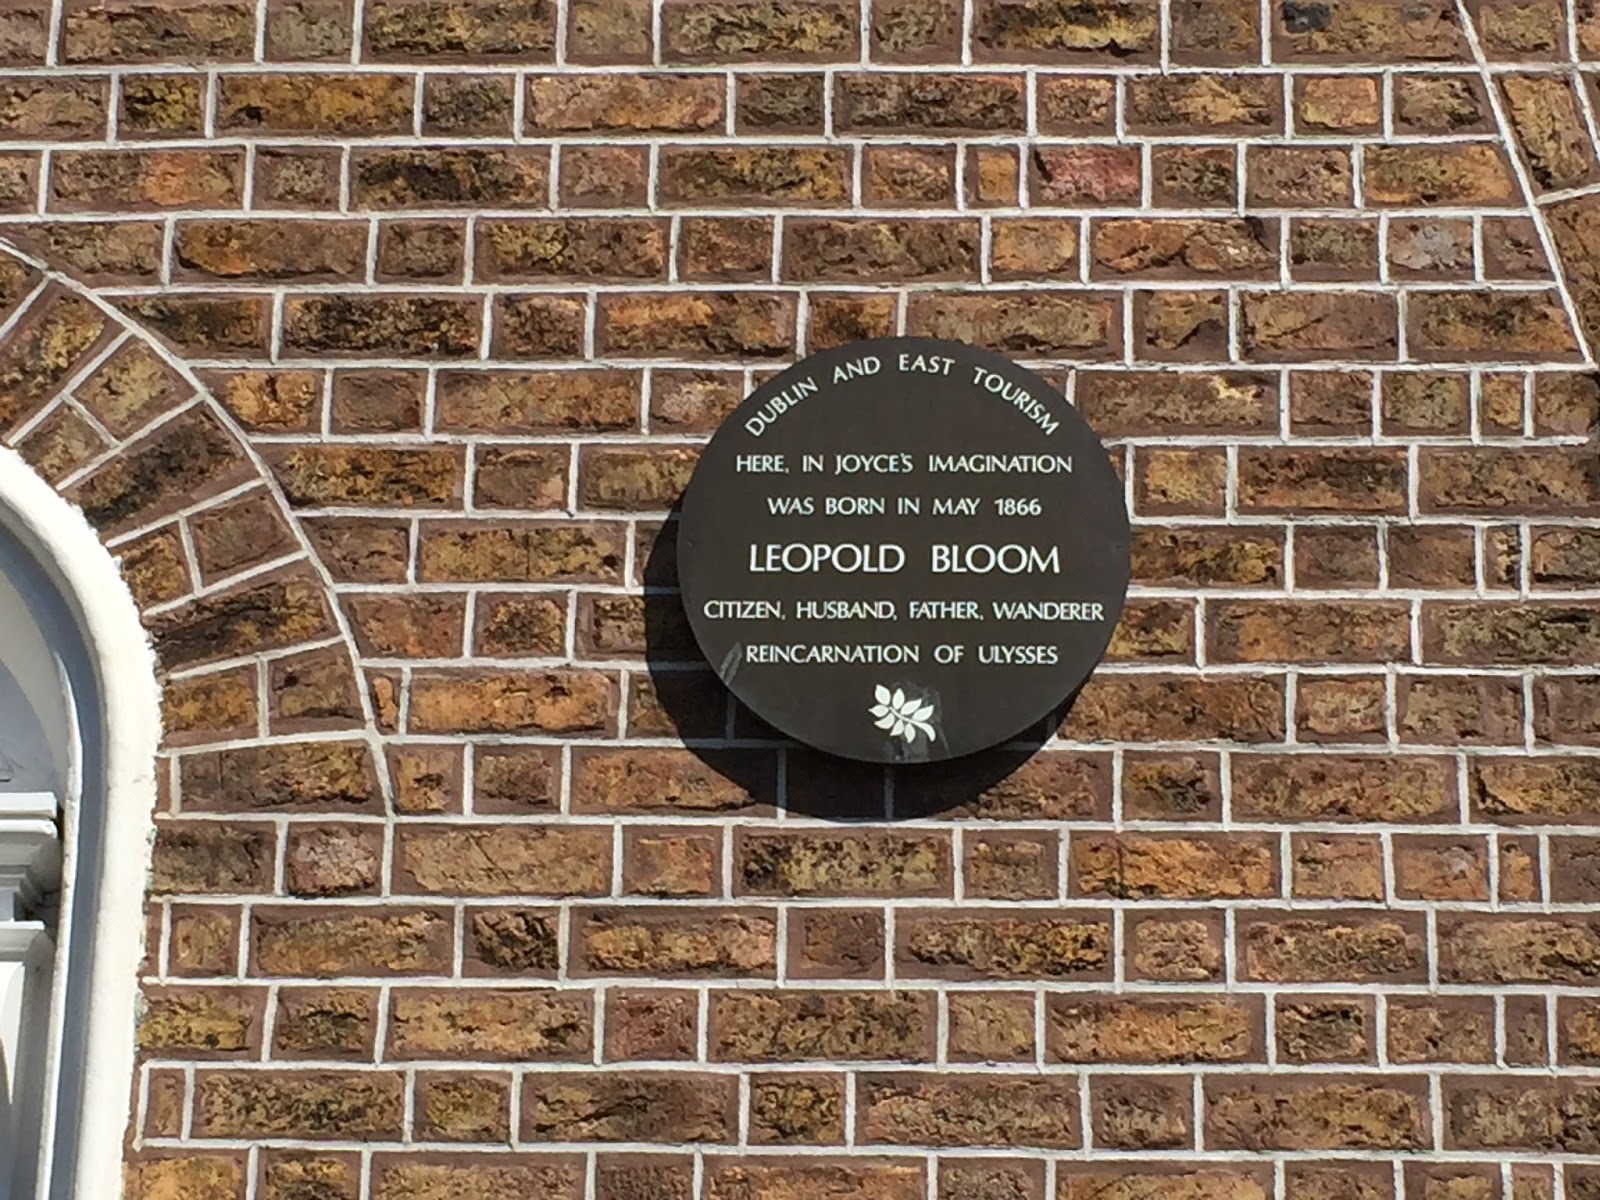 DUBLIN AND EAST TOURISM
HERE, IN JOYCE'S IMAGINATION
WAS BORN IN MAY 1866
LEOPOLD BLOOM
CITIZEN, HUSBAND, FATHER, WANDERER
REINCARNATION OF ULYSSES